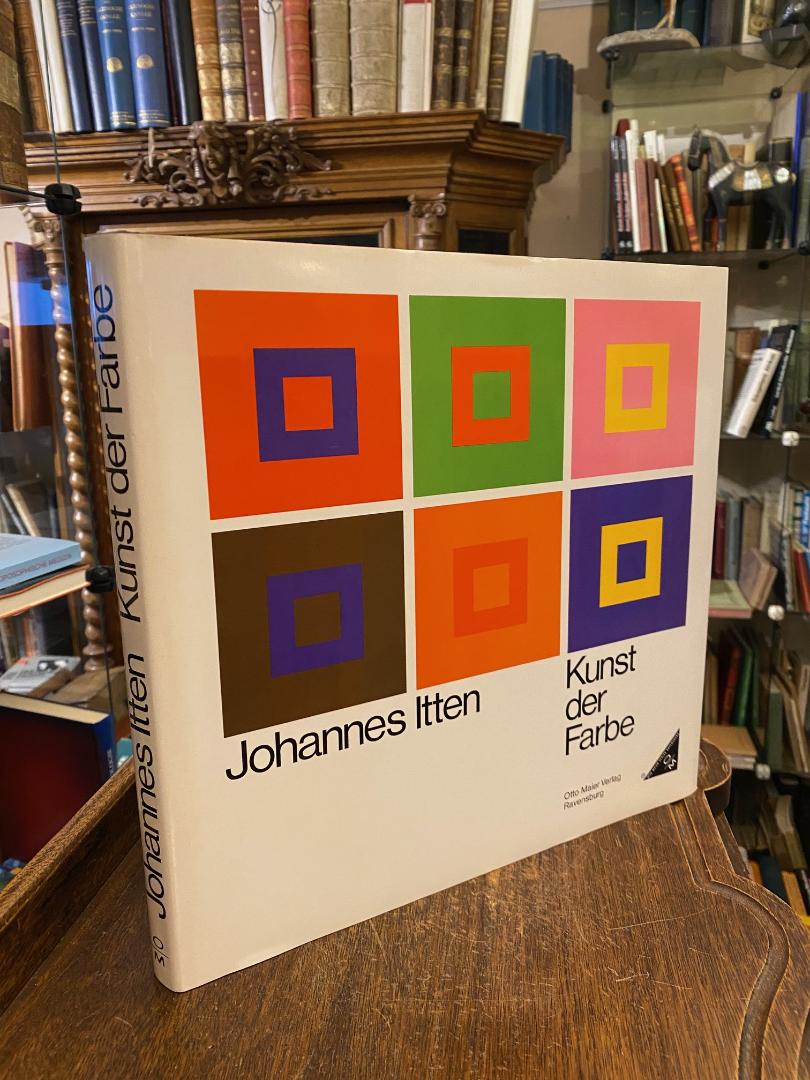 Johannes Itten Kunst der Farbe
Johannes Itten
Kunst
der
Farbe
Otto Maier Verlag
Ravensburg